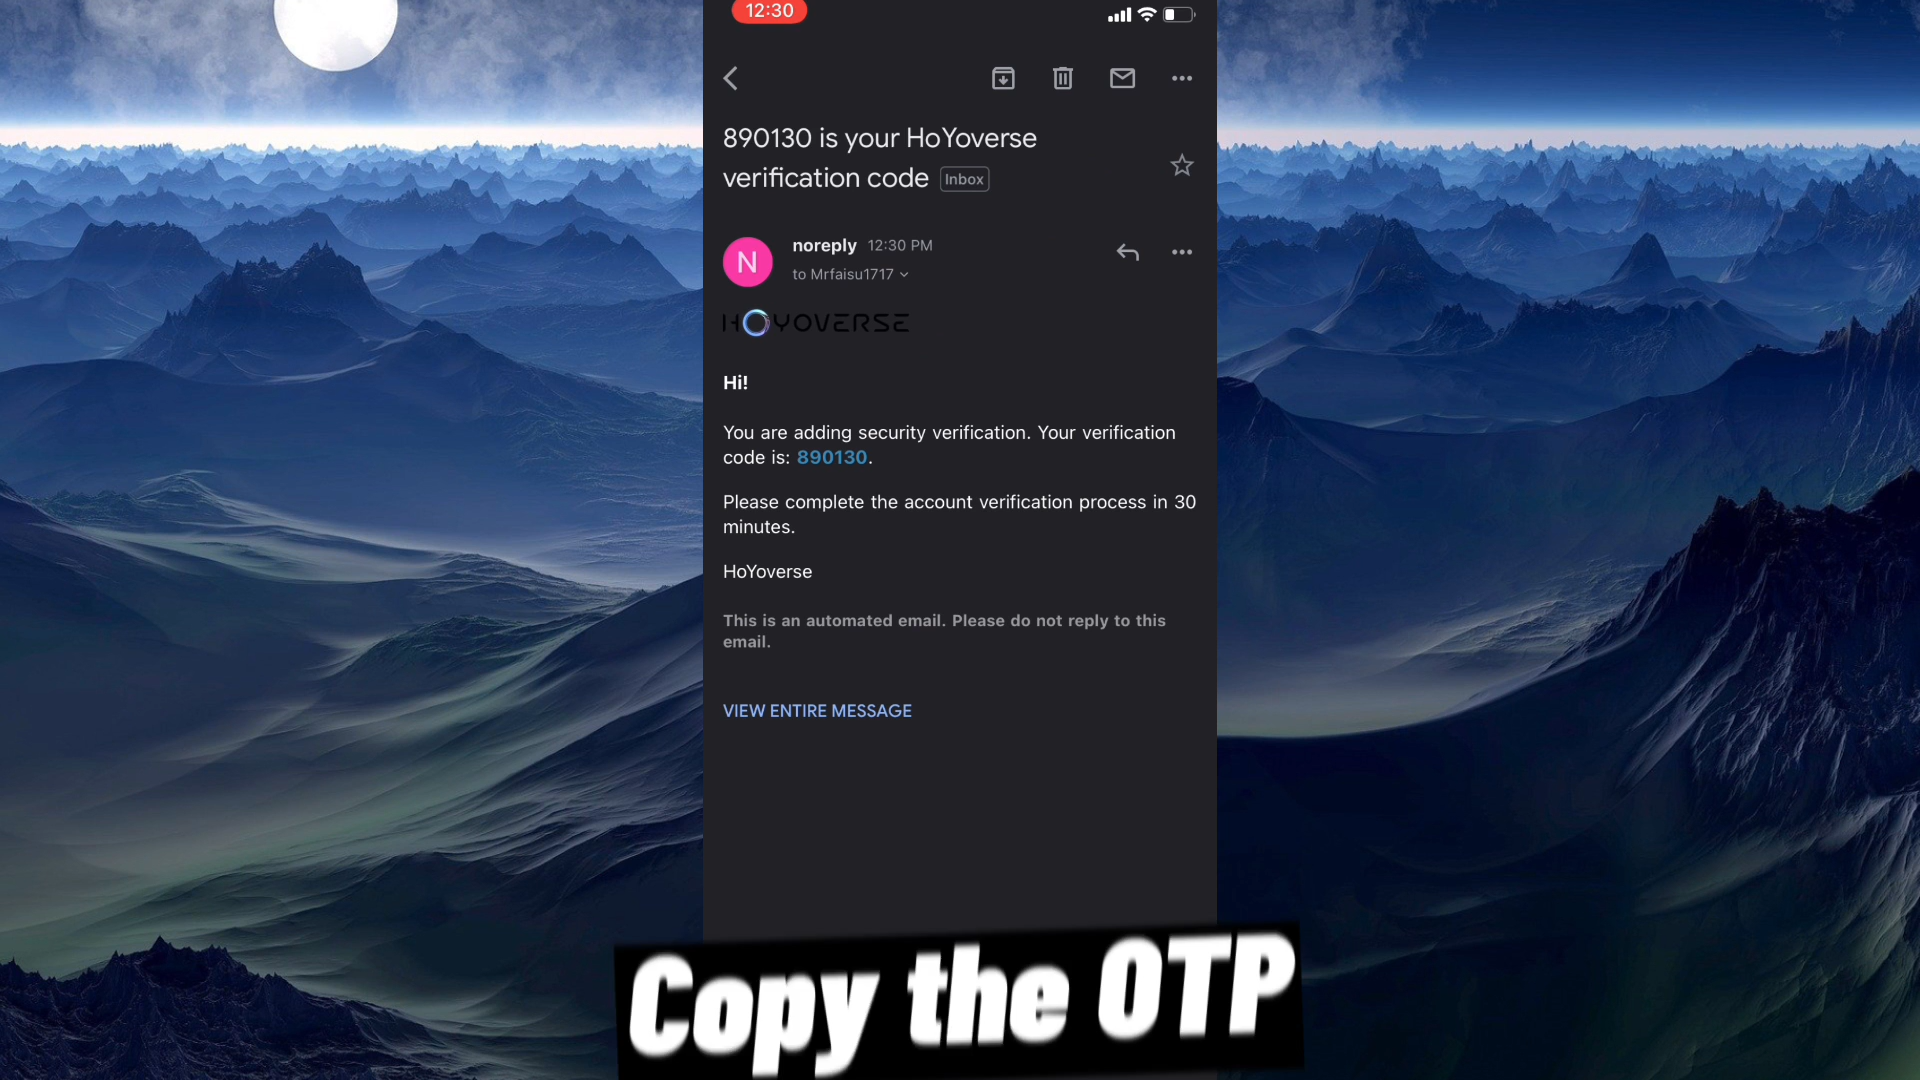 12:30
890130 is your HoYoverse
verification code Inbox
N
noreply 12:30 PM
to Mrfaisu1717
HOYOVERSE
Hi!
You are adding security verification. Your verification
code is: 890130.
Please complete the account verification process in 30
minutes.
HoYoverse
This is an automated email. Please do not reply to this
email.
VIEW ENTIRE MESSAGE
Copy the OTP